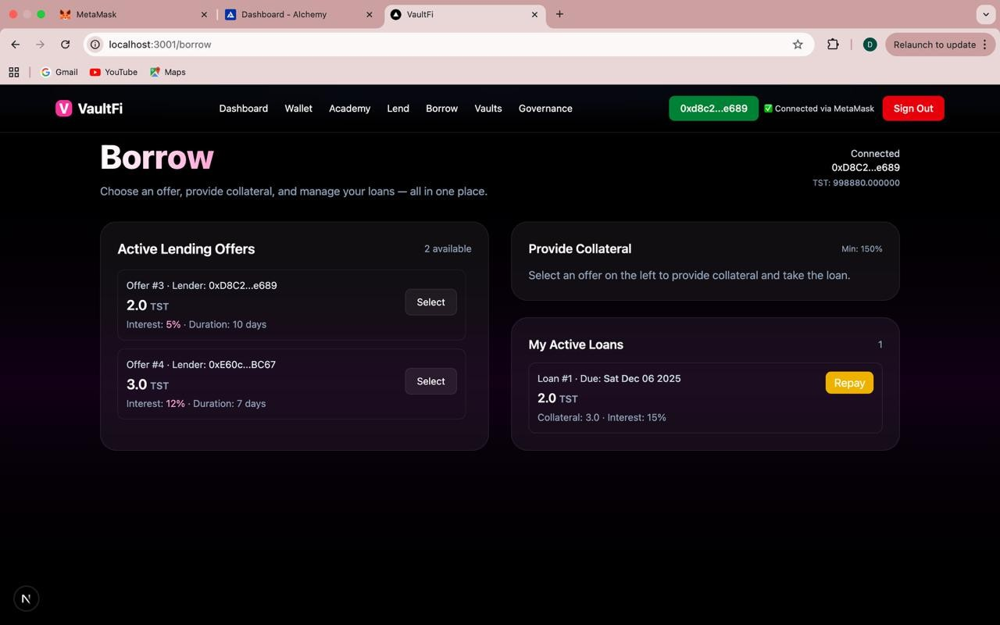 MetaMask
Dashboard - Alchemy
VaultFi
localhost:3001/borrow
D
Relaunch to update
Gmail
YouTube
Maps
V VaultFi
Dashboard Wallet Academy Lend Borrow Vaults Governance
0xd8c2...e689
✅ Connected via MetaMask
Sign Out
Borrow
Choose an offer, provide collateral, and manage your loans — all in one place.
Connected
0xD8C2...e689
TST: 998880.000000
Active Lending Offers
2 available
Offer #3 · Lender: 0xD8C2...e689
2.0 TST
Interest: 5% · Duration: 10 days
Select
Offer #4 · Lender: 0xE60c...BC67
3.0 TST
Interest: 12% · Duration: 7 days
Select
Provide Collateral
Min: 150%
Select an offer on the left to provide collateral and take the loan.
My Active Loans
1
Loan #1 · Due: Sat Dec 06 2025
2.0 TST
Collateral: 3.0 · Interest: 15%
Repay
N